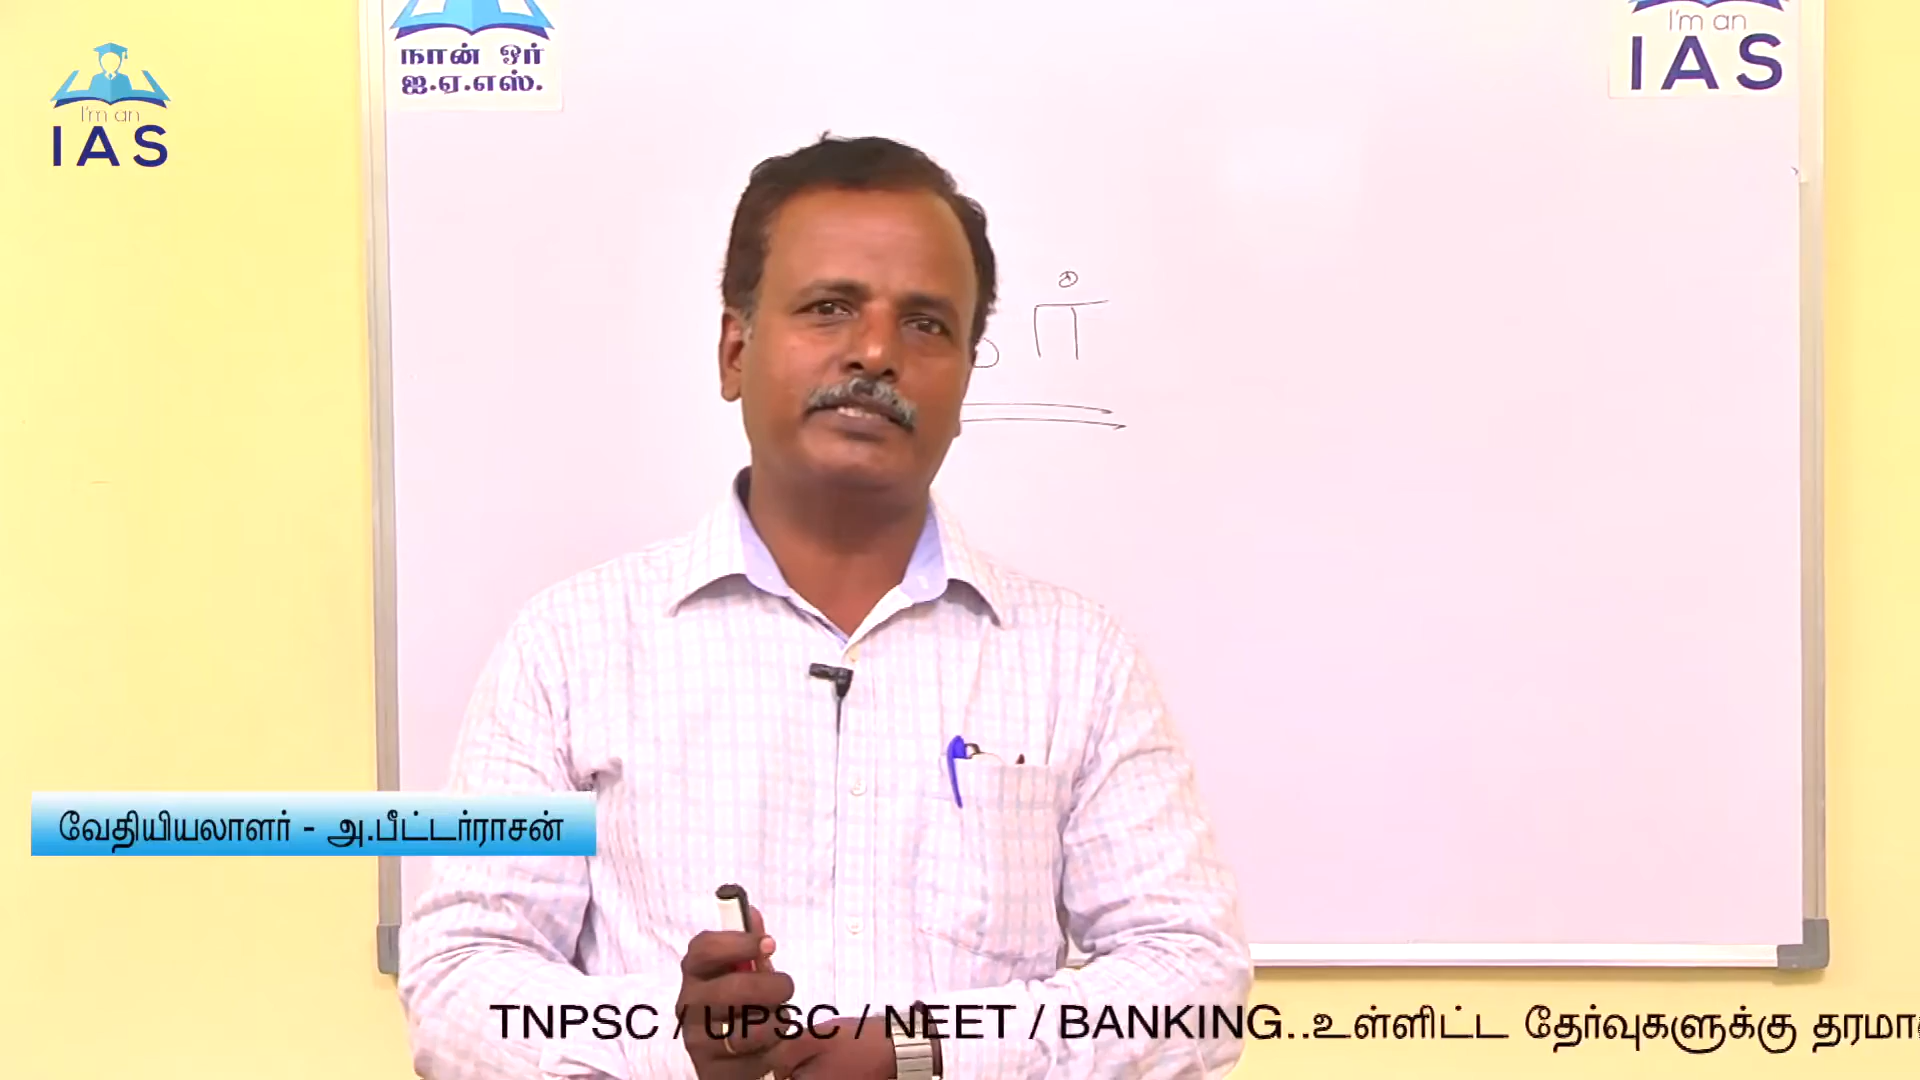 I'm an
IAS
நான் ஓர்
ஐ.ஏ.எஸ்.
I'm an
IAS
வேதியியலாளர் - அ.பீட்டர்ராசன்
TNPSC / UPSC / NEET / BANKING..உள்ளிட்ட தேர்வுகளுக்கு